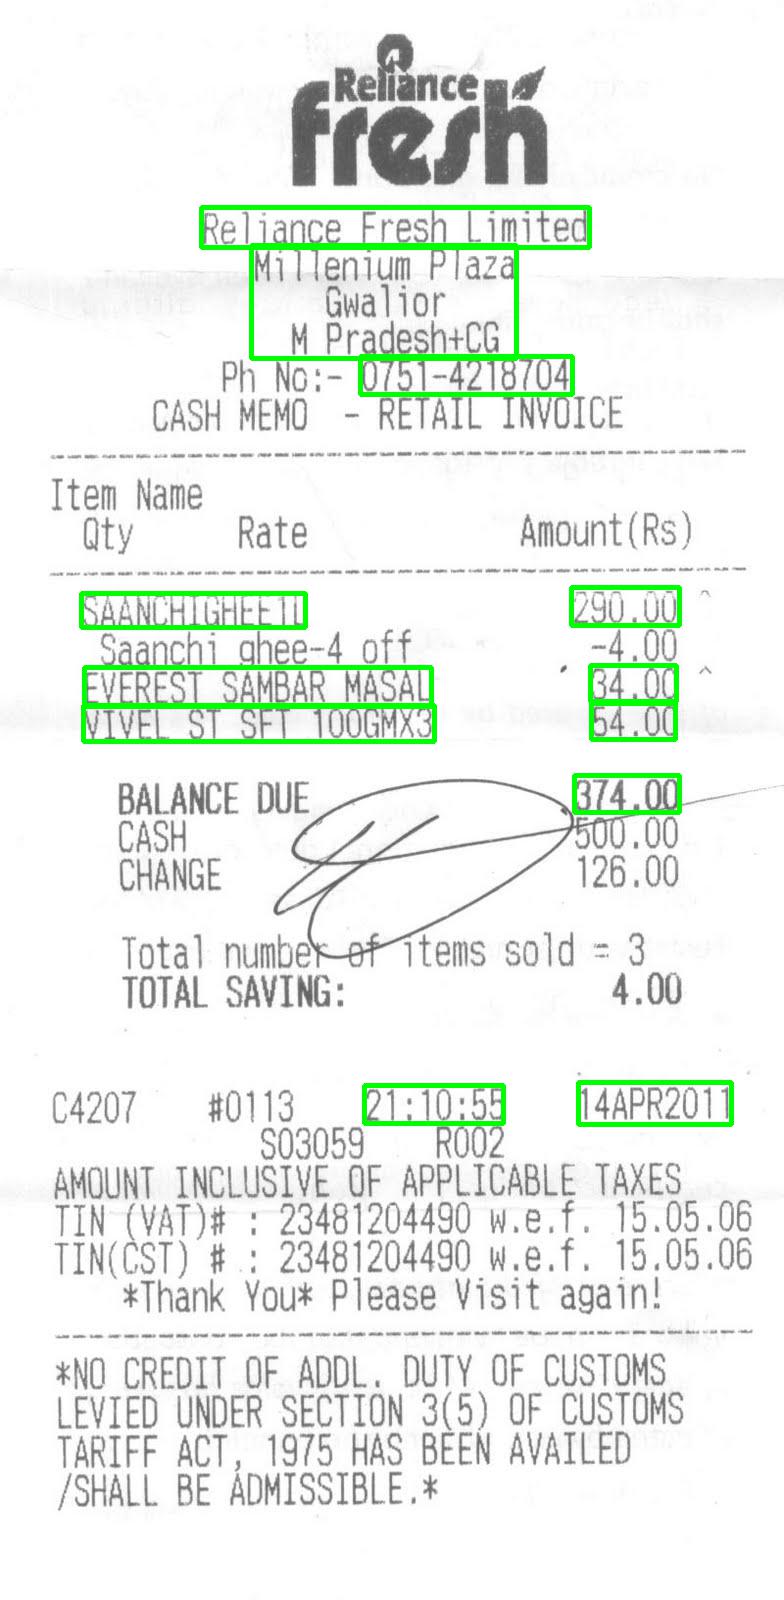 Reliance
fresh
Reliance Fresh Limited
Millenium Plaza
Gwalior
M Pradesh+CG
Ph No:- 0751-4218704
CASH MEMO - RETAIL INVOICE
Item Name
Qty Rate Amount(Rs)
SAANCHIGHEE1L 290.00 ^
Saanchi ghee-4 off -4.00
EVEREST SAMBAR MASAL 34.00 ^
VIVEL ST SFT 100GMX3 54.00
BALANCE DUE 374.00
CASH 500.00
CHANGE 126.00
Total number of items sold = 3
TOTAL SAVING: 4.00
C4207 #0113 21:10:55 14APR2011
S03059 R002
AMOUNT INCLUSIVE OF APPLICABLE TAXES
TIN (VAT)# : 23481204490 w.e.f. 15.05.06
TIN(CST) # : 23481204490 w.e.f. 15.05.06
*Thank You* Please Visit again!
*NO CREDIT OF ADDL. DUTY OF CUSTOMS
LEVIED UNDER SECTION 3(5) OF CUSTOMS
TARIFF ACT, 1975 HAS BEEN AVAILED
/SHALL BE ADMISSIBLE.*